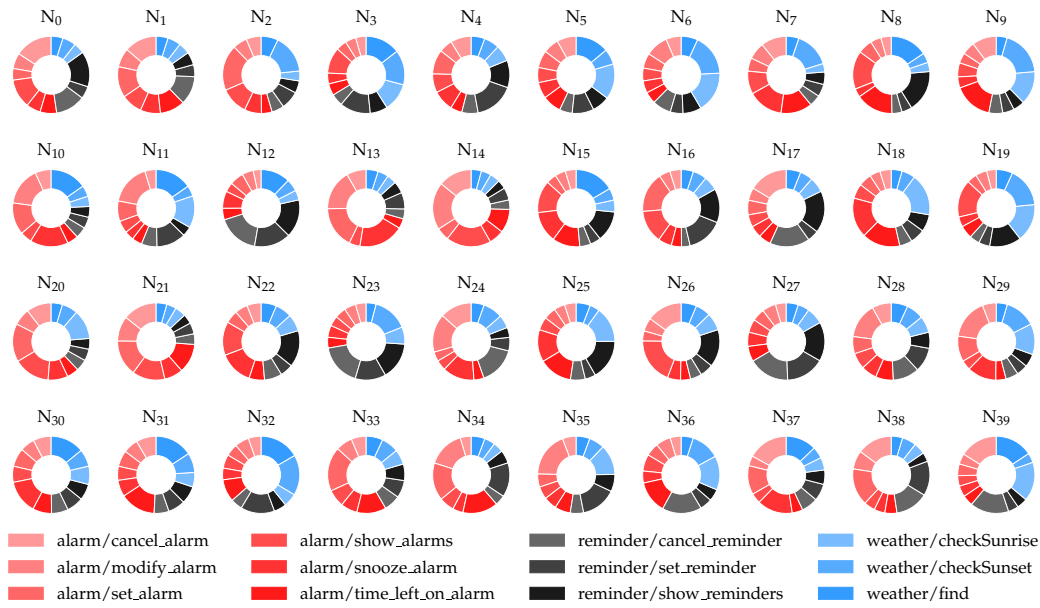 N0 N1 N2 N3 N4 N5 N6 N7 N8 N9
N10 N11 N12 N13 N14 N15 N16 N17 N18 N19
N20 N21 N22 N23 N24 N25 N26 N27 N28 N29
N30 N31 N32 N33 N34 N35 N36 N37 N38 N39
alarm/cancel_alarm alarm/show_alarms reminder/cancel_reminder weather/checkSunrise
alarm/modify_alarm alarm/snooze_alarm reminder/set_reminder weather/checkSunset
alarm/set_alarm alarm/time_left_on_alarm reminder/show_reminders weather/find